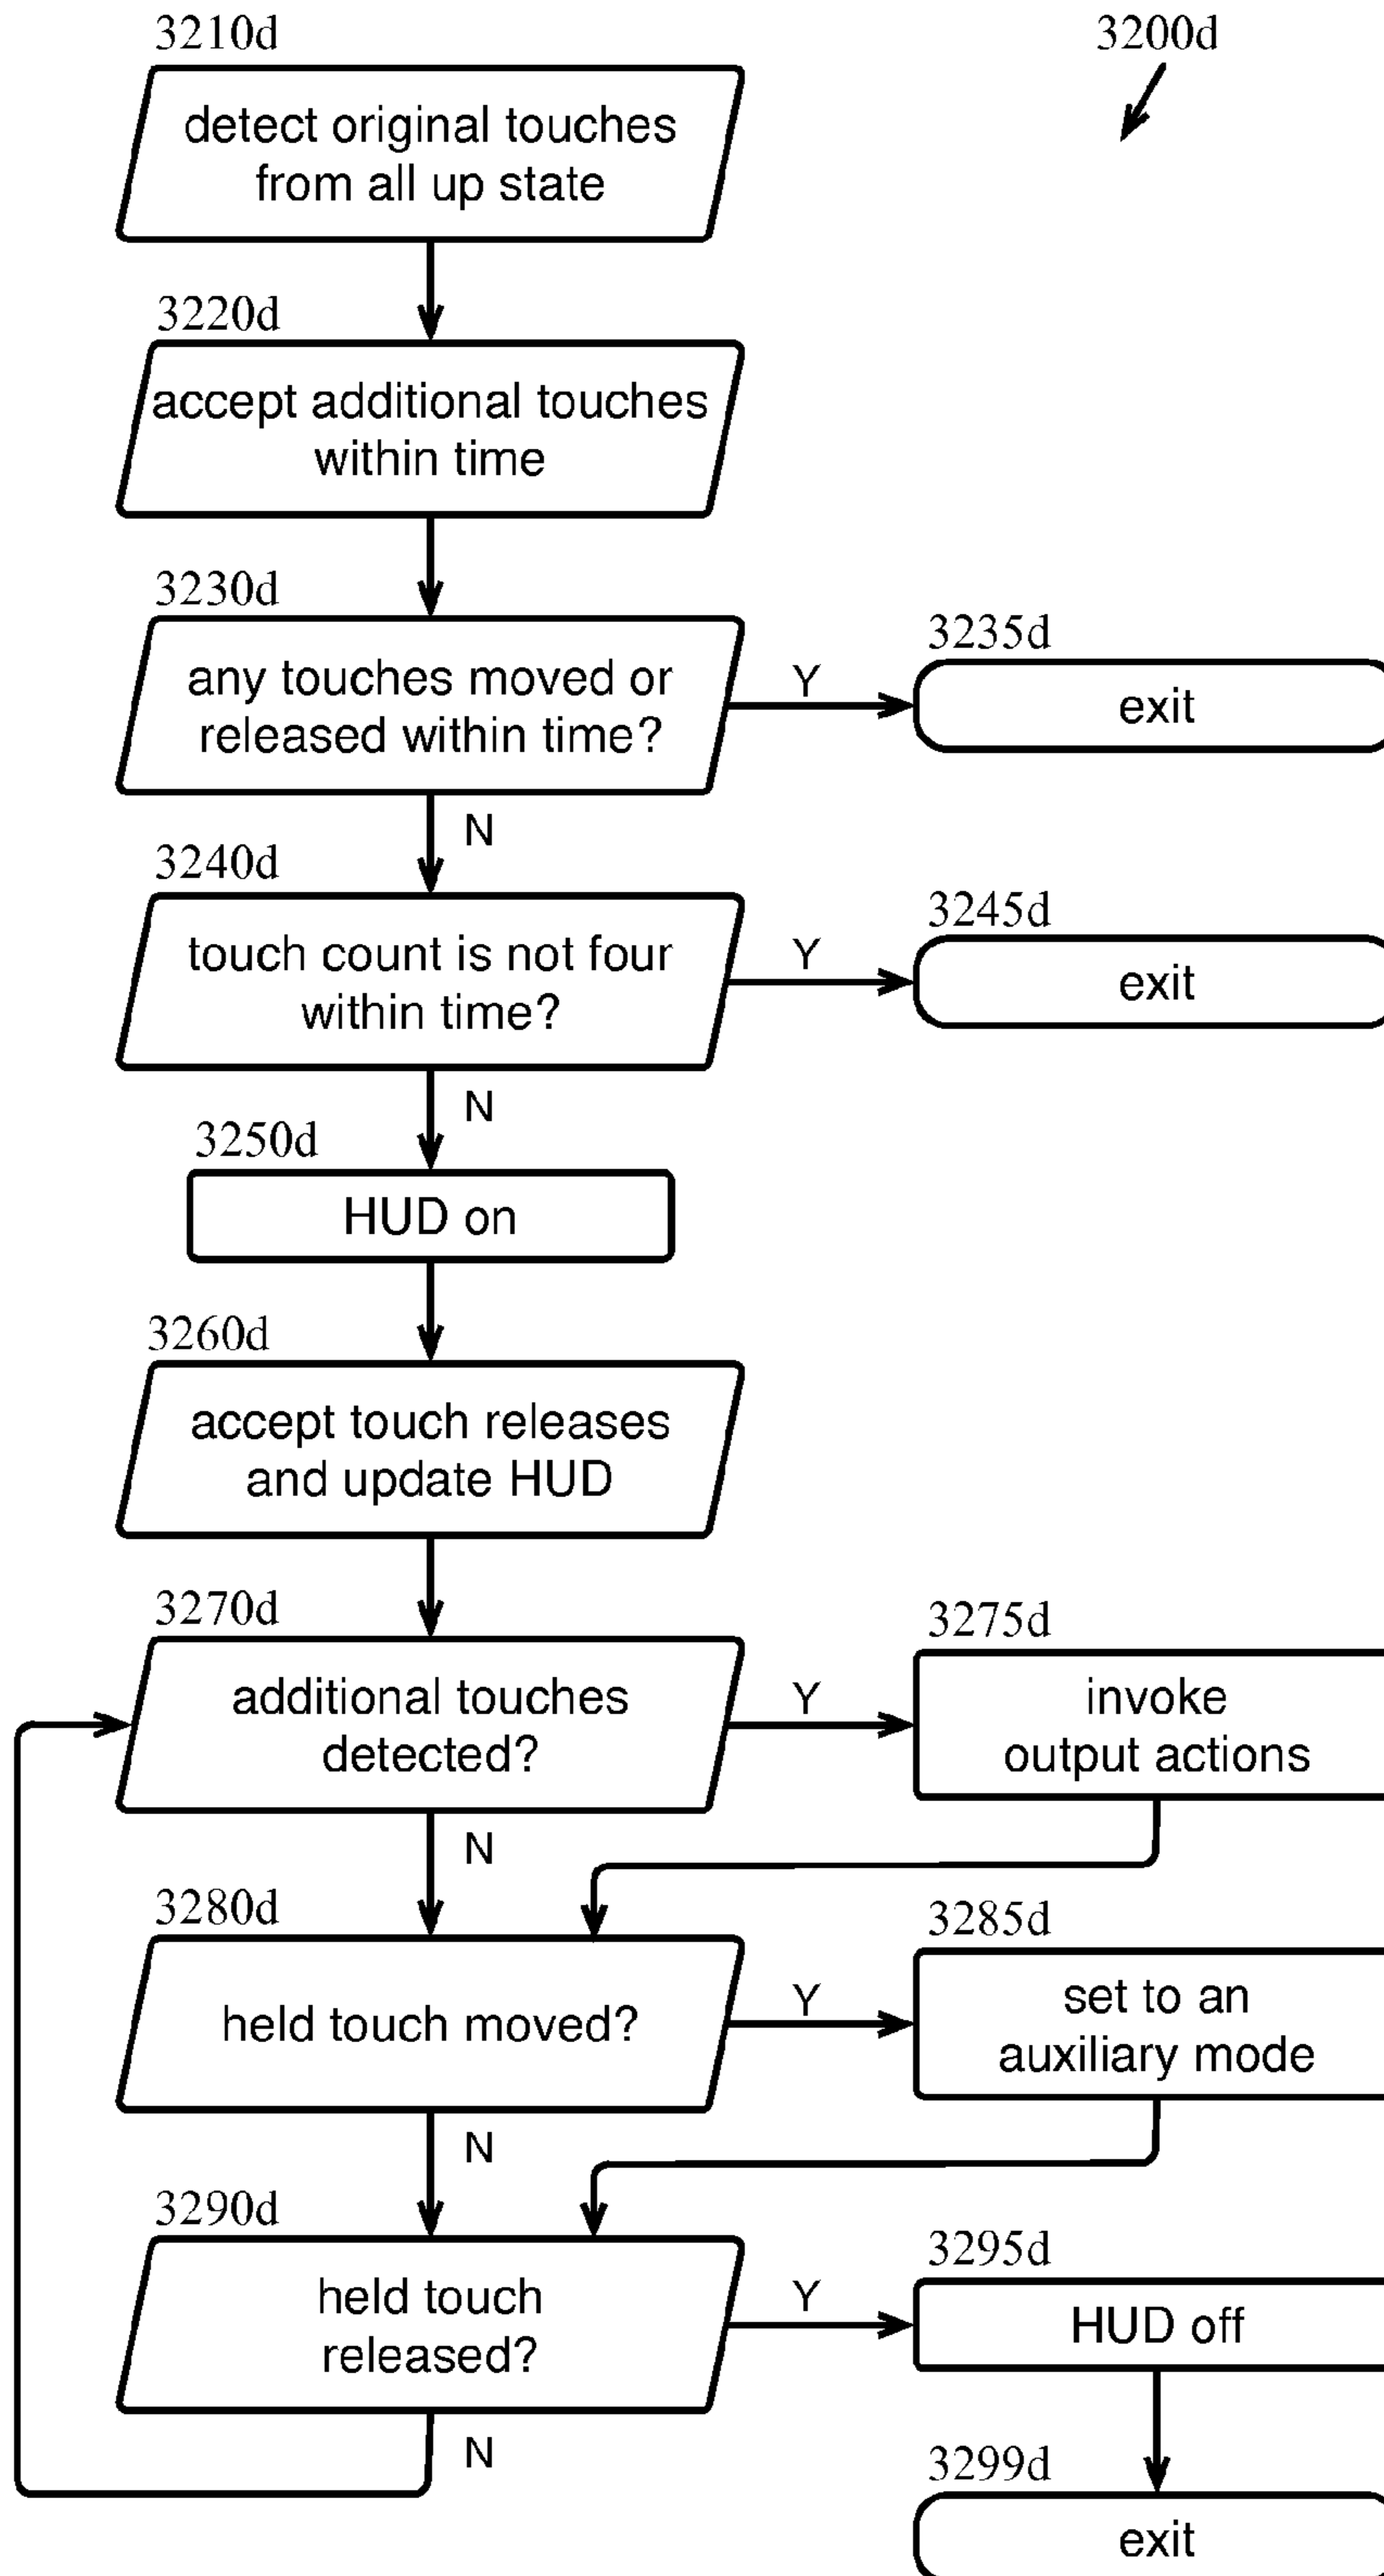 3210d
3200d
detect original touches
from all up state
3220d
accept additional touches
within time
3230d
any touches moved or
released within time?
Y
3235d
exit
N
3240d
touch count is not four
within time?
Y
3245d
exit
N
3250d
HUD on
3260d
accept touch releases
and update HUD
3270d
additional touches
detected?
Y
3275d
invoke
output actions
N
3280d
held touch moved?
Y
3285d
set to an
auxiliary mode
N
3290d
held touch
released?
Y
3295d
HUD off
N
3299d
exit